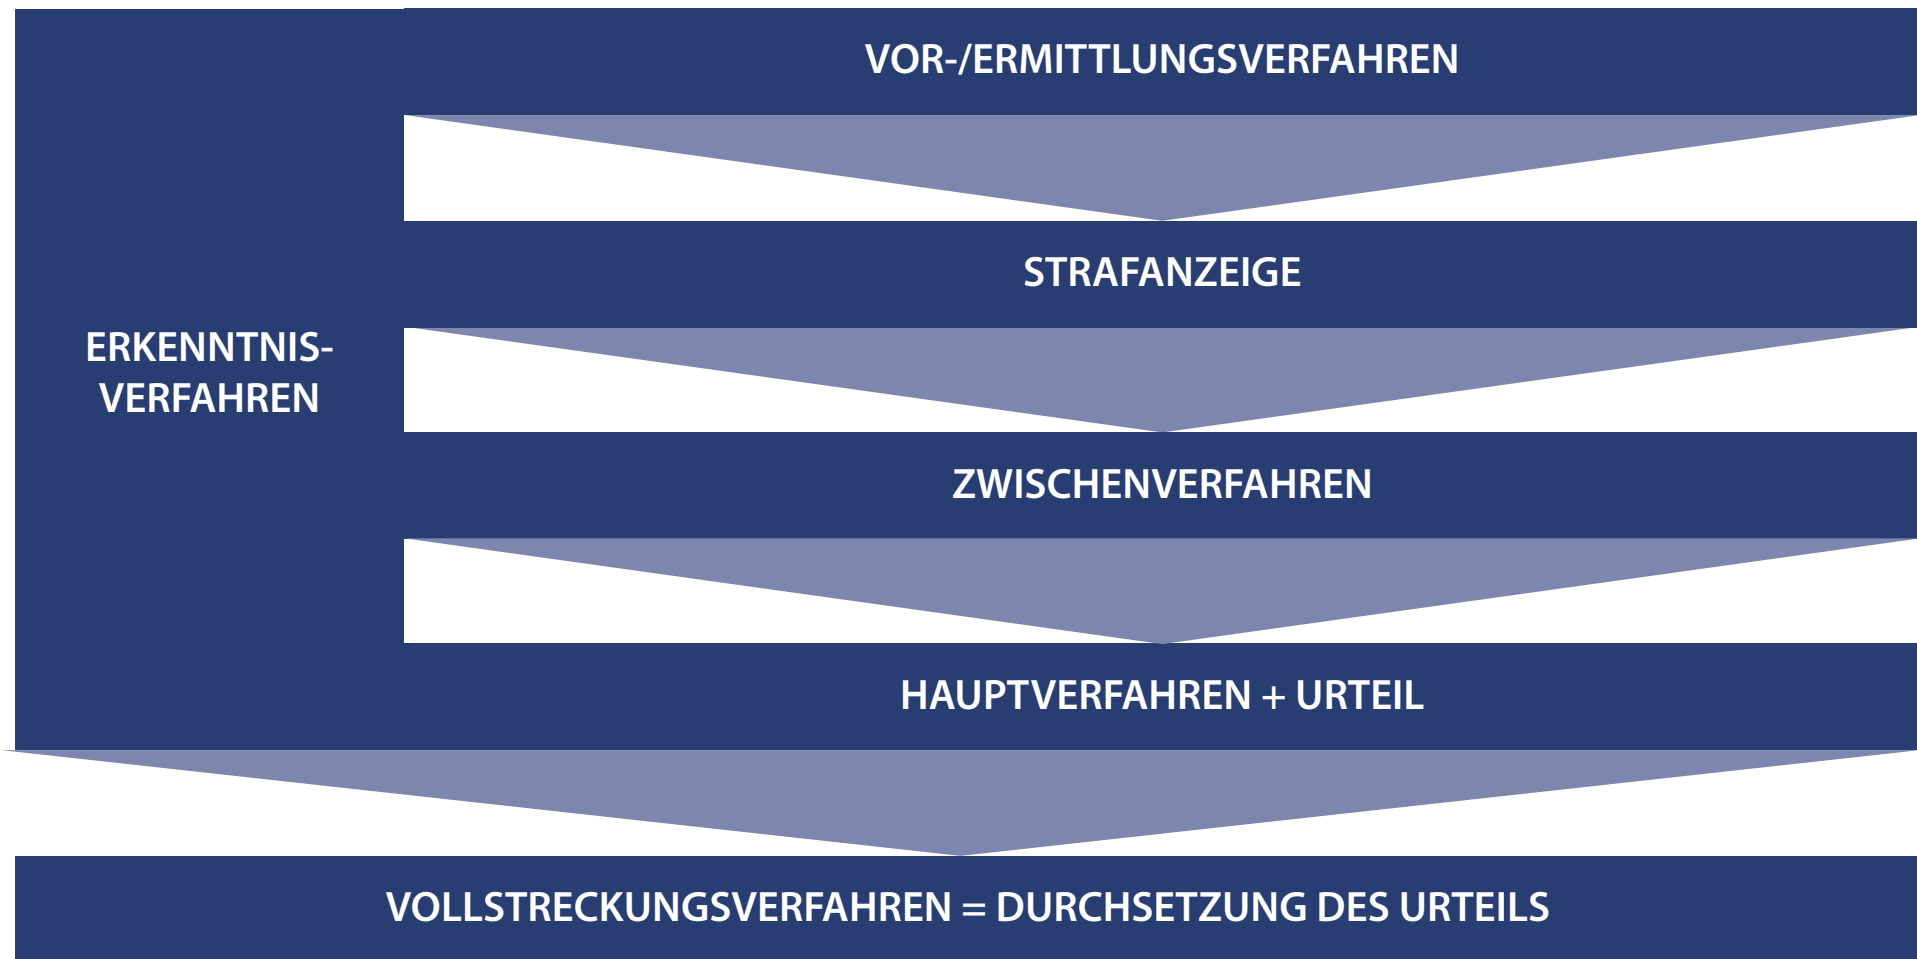 VOR-/ERMITTLUNGSVERFAHREN
STRAFANZEIGE
ERKENNTNIS-
VERFAHREN
ZWISCHENVERFAHREN
HAUPTVERFAHREN + URTEIL
VOLLSTRECKUNGSVERFAHREN = DURCHSETZUNG DES URTEILS